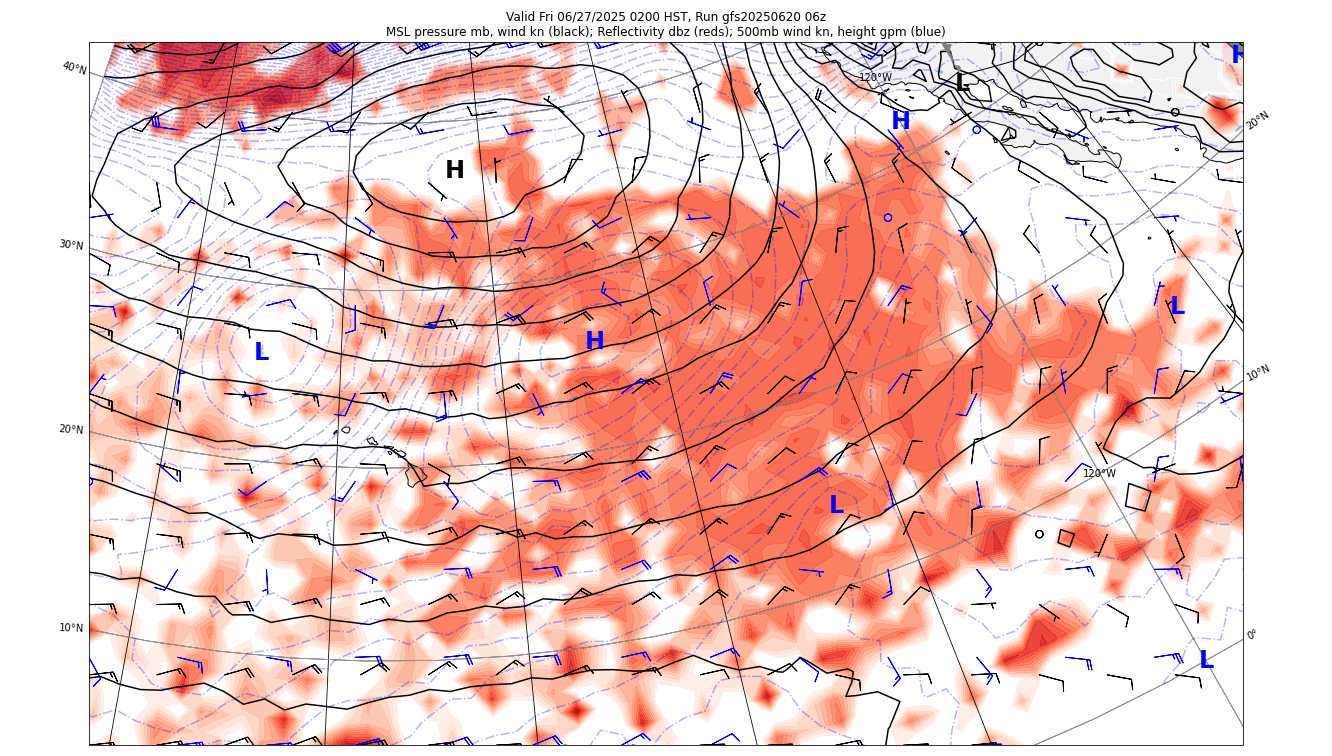 Valid Fri 06/27/2025 0200 HST, Run gfs20250620 06z
MSL pressure mb, wind kn (black); Reflectivity dbz (reds); 500mb wind kn, height gpm (blue)
H
40°N
120°W
L
H
20°N
H
30°N
L
H
L
10°N
20°N
120°W
L
10°N
0°
L